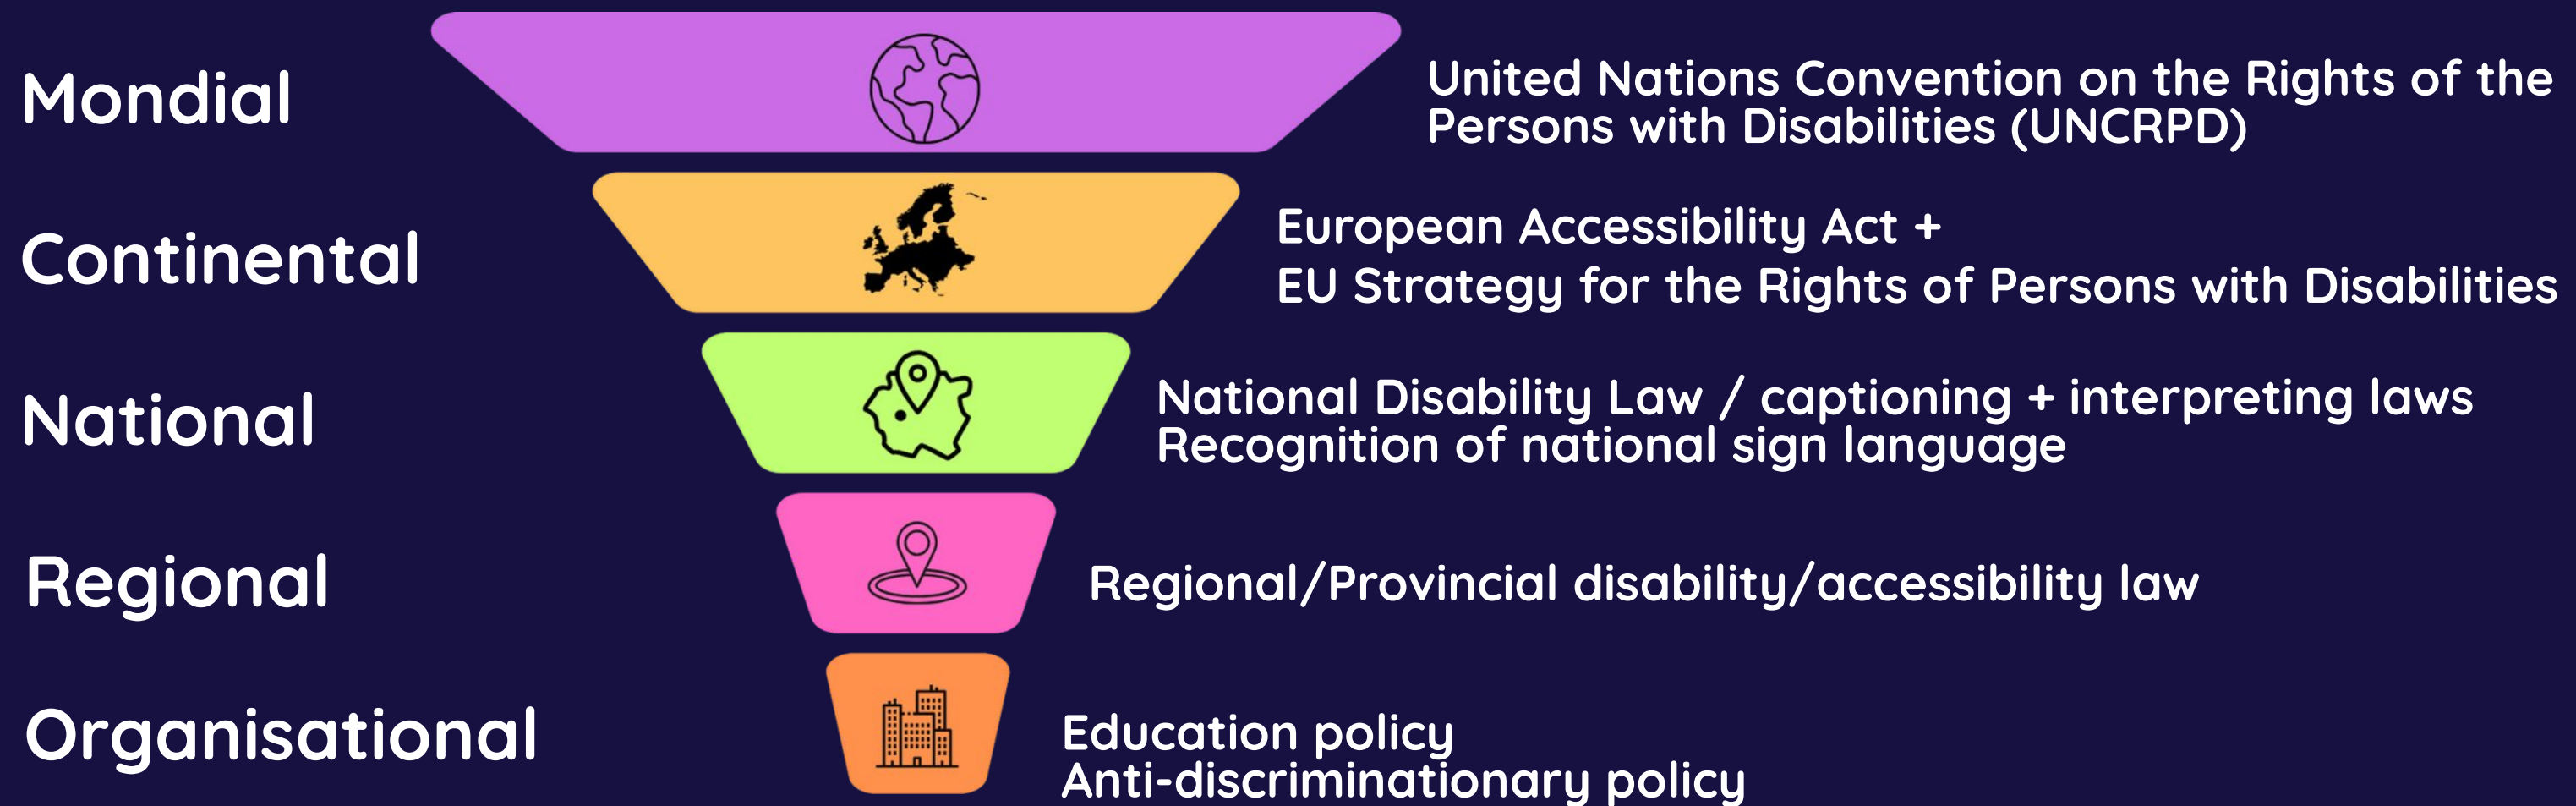 Mondial
United Nations Convention on the Rights of the
Persons with Disabilities (UNCRPD)
Continental
European Accessibility Act +
EU Strategy for the Rights of Persons with Disabilities
National
National Disability Law / captioning + interpreting laws
Recognition of national sign language
Regional
Regional/Provincial disability/accessibility law
Organisational
Education policy
Anti-discriminationary policy